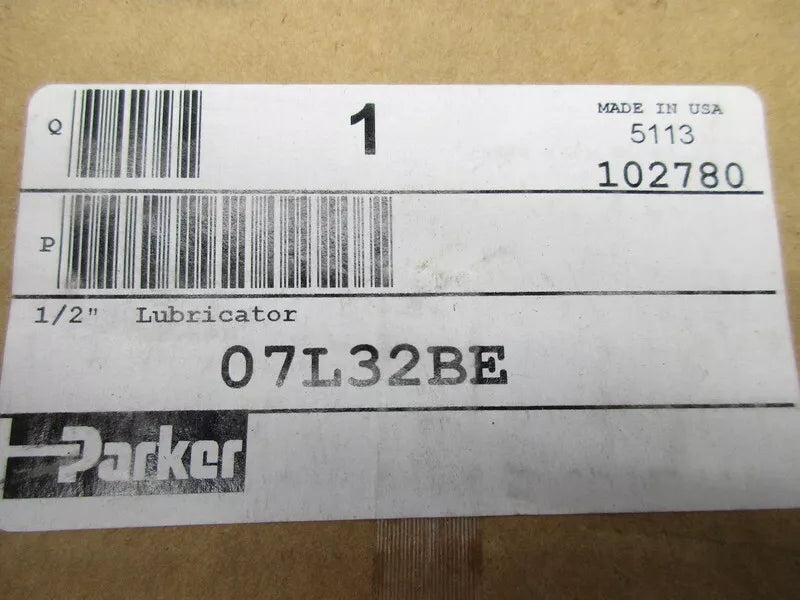 Q
1
MADE IN USA
5113
102780
P
1/2" Lubricator
07L32BE
Parker